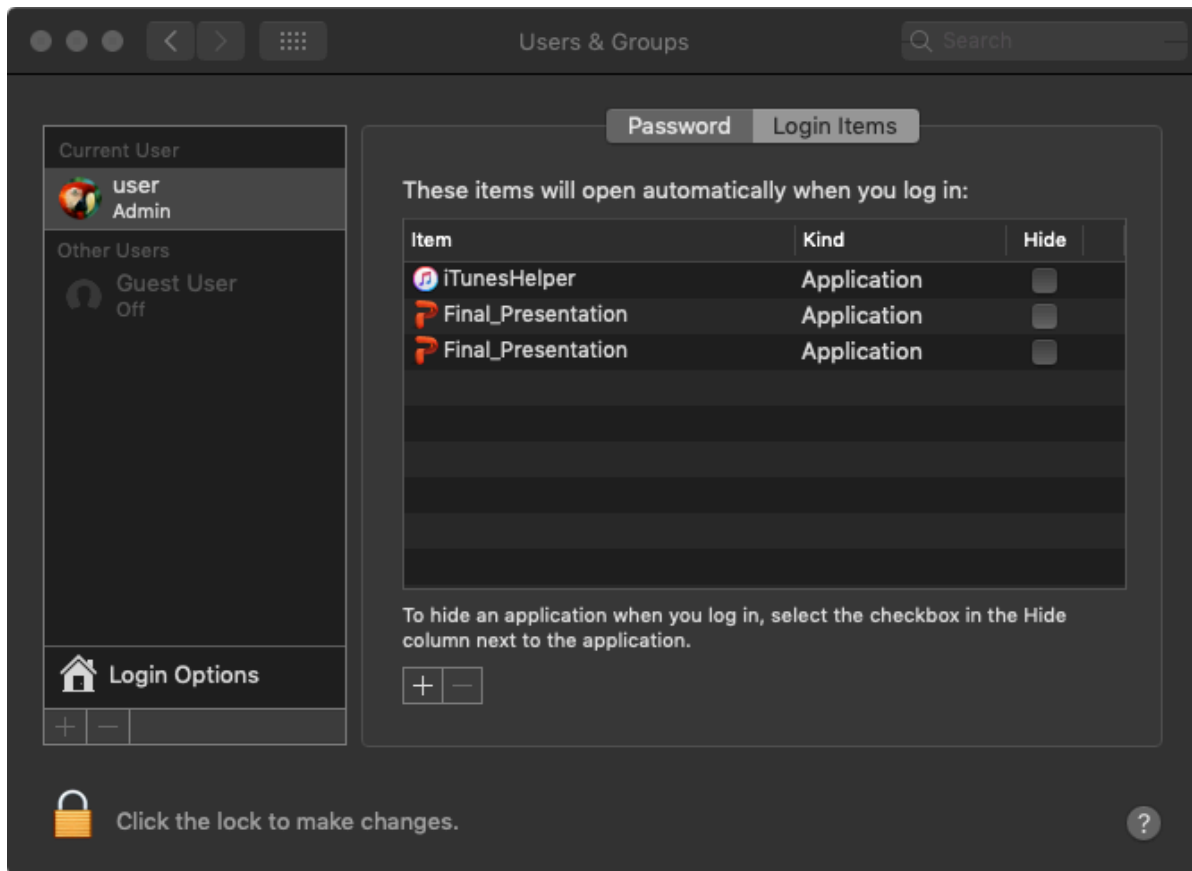 Users & Groups
Search
Password
Login Items
Current User
user
Admin
Other Users
Guest User
Off
Login Options
These items will open automatically when you log in:
Item Kind Hide
iTunesHelper Application
Final_Presentation Application
Final_Presentation Application
To hide an application when you log in, select the checkbox in the Hide
column next to the application.
+ −
+ −
Click the lock to make changes.
?